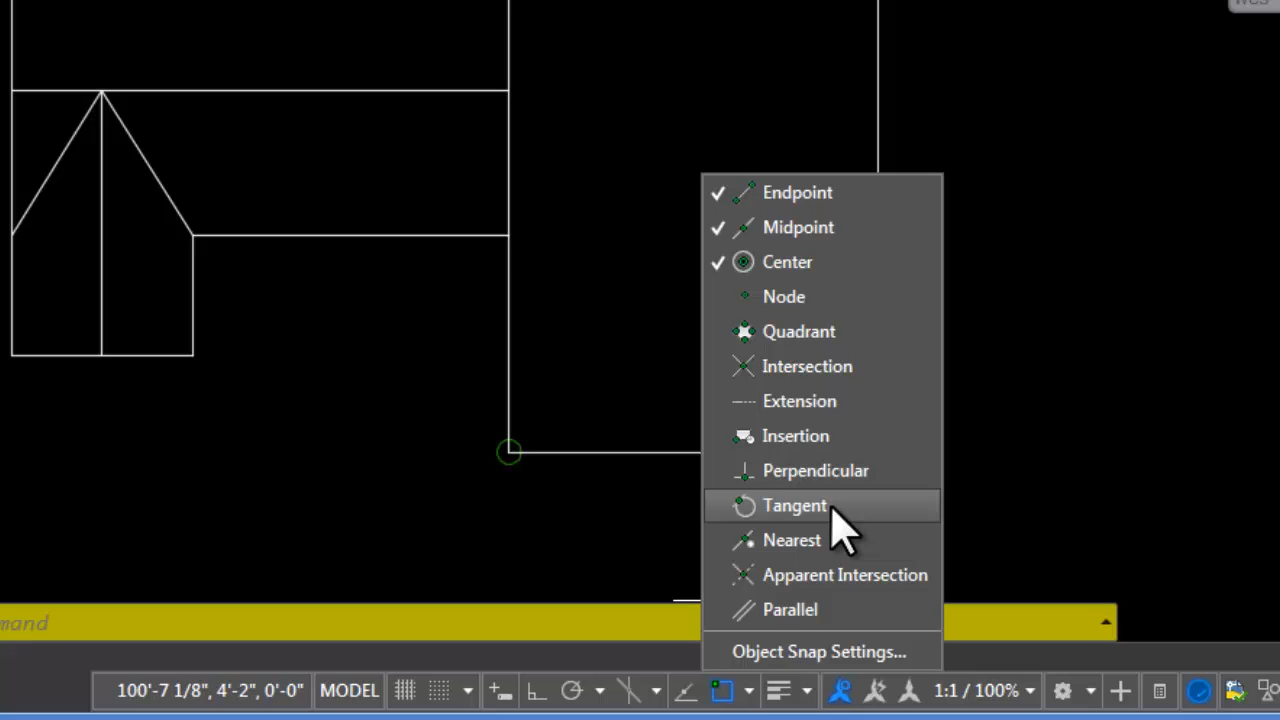 Endpoint
Midpoint
Center
Node
Quadrant
Intersection
Extension
Insertion
Perpendicular
Tangent
Nearest
Apparent Intersection
Parallel
mand
Object Snap Settings...
100'-7 1/8", 4'-2", 0'-0" MODEL 1:1 / 100%